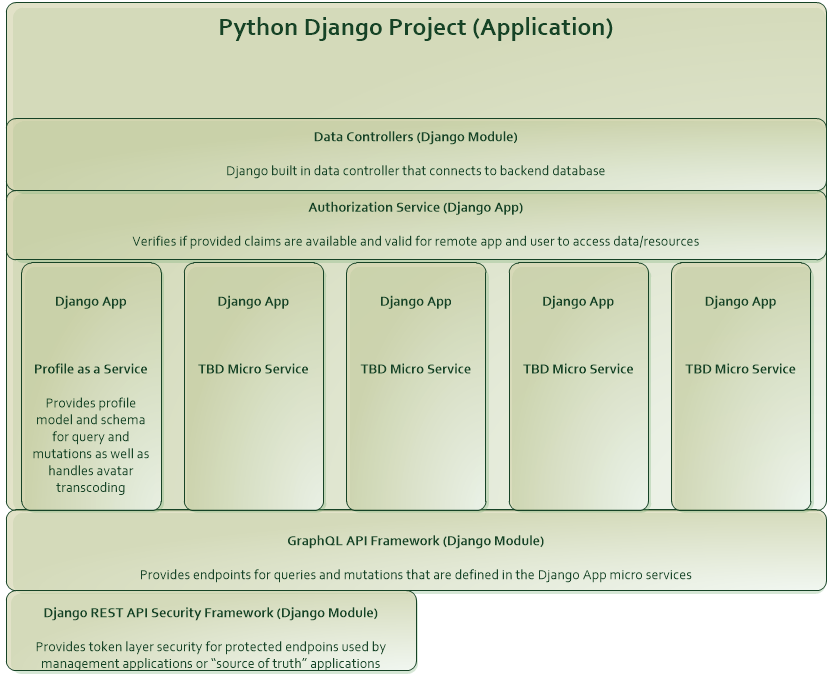 Python Django Project (Application)
Data Controllers (Django Module)
Django built in data controller that connects to backend database
Authorization Service (Django App)
Verifies if provided claims are available and valid for remote app and user to access data/resources
Django App
Profile as a Service
Provides profile
model and schema
for query and
mutations as well as
handles avatar
transcoding
Django App
TBD Micro Service
Django App
TBD Micro Service
Django App
TBD Micro Service
Django App
TBD Micro Service
GraphQL API Framework (Django Module)
Provides endpoints for queries and mutations that are defined in the Django App micro services
Django REST API Security Framework (Django Module)
Provides token layer security for protected endpoins used by
management applications or “source of truth” applications